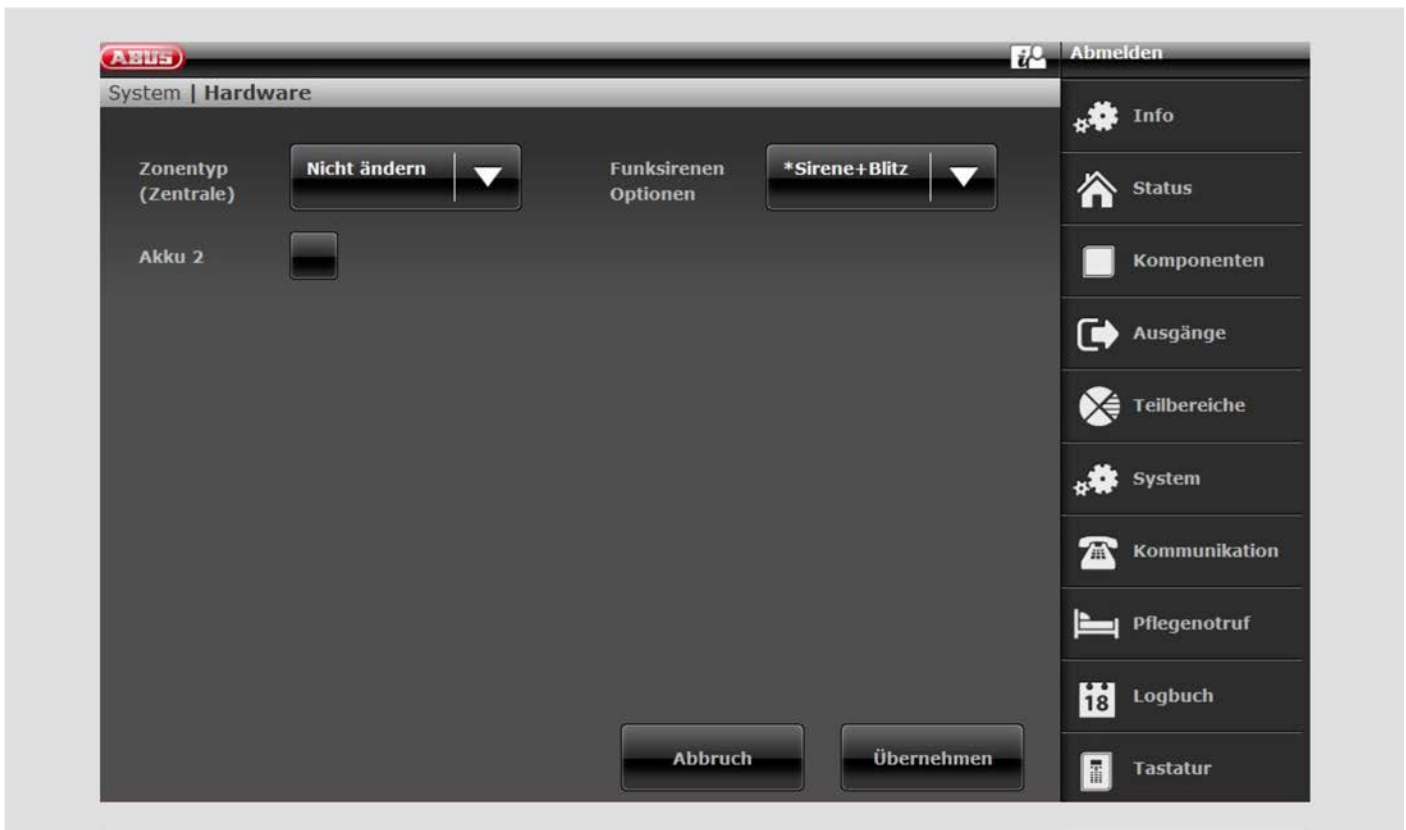 ABUS
Abmelden
System | Hardware
Zonentyp
(Zentrale)
Nicht ändern
Funksirenen
Optionen
*Sirene+Blitz
Akku 2
Abbruch
Übernehmen
Info
Status
Komponenten
Ausgänge
Teilbereiche
System
Kommunikation
Pflegenotruf
18
Logbuch
Tastatur